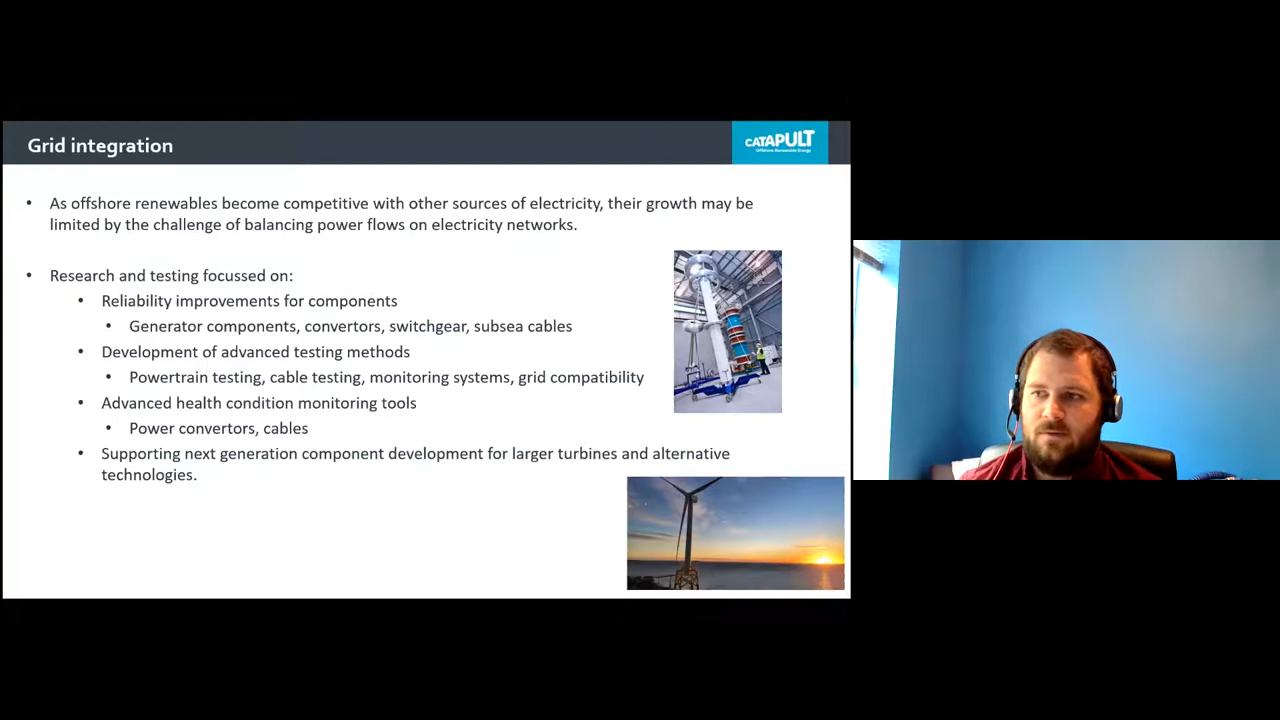 Grid integration
CATAPULT
Offshore Renewable Energy
• As offshore renewables become competitive with other sources of electricity, their growth may be
limited by the challenge of balancing power flows on electricity networks.
• Research and testing focussed on:
• Reliability improvements for components
• Generator components, convertors, switchgear, subsea cables
• Development of advanced testing methods
• Powertrain testing, cable testing, monitoring systems, grid compatibility
• Advanced health condition monitoring tools
• Power convertors, cables
• Supporting next generation component development for larger turbines and alternative
technologies.